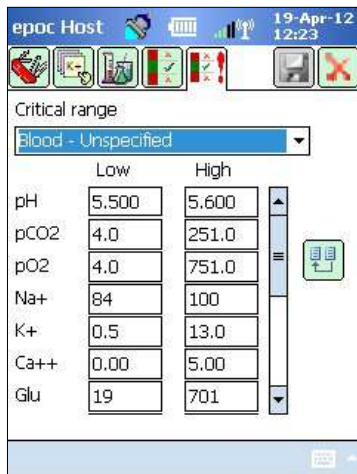 epoc Host 19-Apr-12
12:23
K+
Critical range
Blood - Unspecified
Low High
pH 5.500 5.600
pCO2 4.0 251.0
pO2 4.0 751.0
Na+ 84 100
K+ 0.5 13.0
Ca++ 0.00 5.00
Glu 19 701